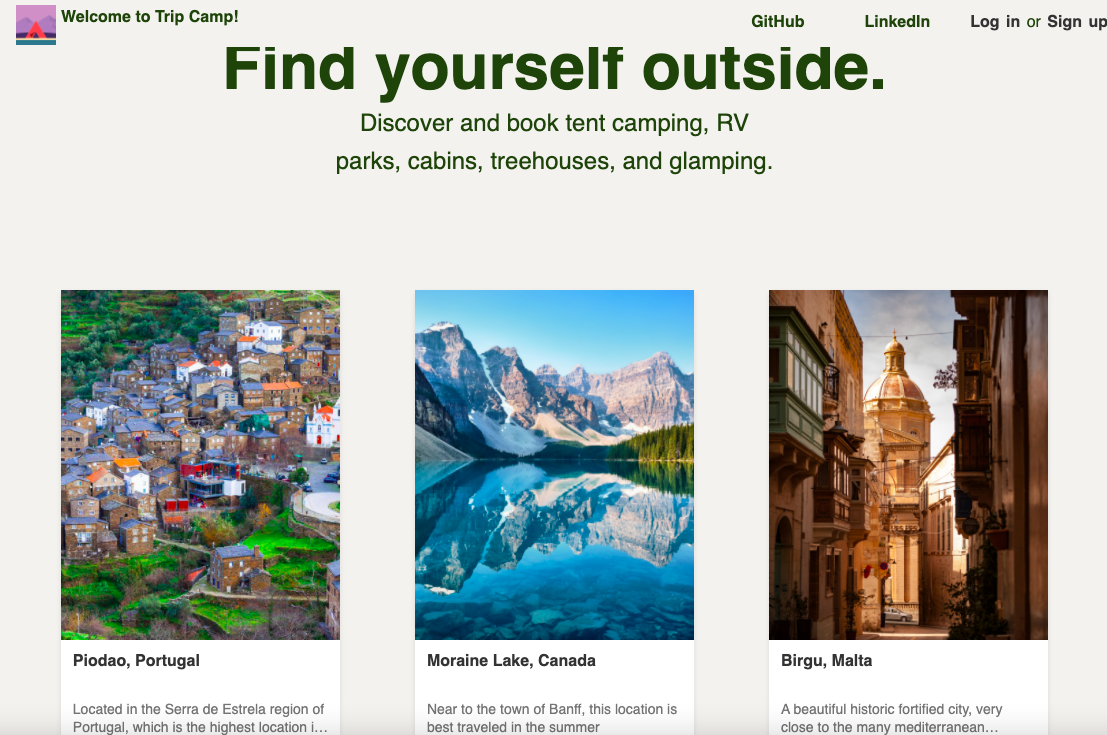 Welcome to Trip Camp!
GitHub
LinkedIn
Log in or Sign up
Find yourself outside.
Discover and book tent camping, RV
parks, cabins, treehouses, and glamping.
Piodao, Portugal
Located in the Serra de Estrela region of
Portugal, which is the highest location i...
Moraine Lake, Canada
Near to the town of Banff, this location is
best traveled in the summer
Birgu, Malta
A beautiful historic fortified city, very
close to the many mediterranean...